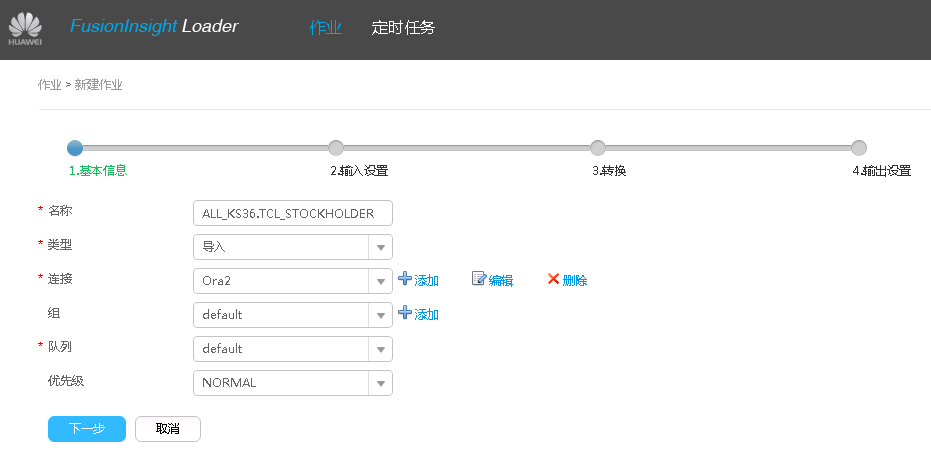 HUAWEI FusionInsight Loader 作业 定时任务
作业 > 新建作业
1.基本信息 2.输入设置 3.转换 4.输出设置
* 名称 ALL_KS36.TCL_STOCKHOLDER
* 类型 导入
* 连接 Ora2 添加 编辑 删除
组 default 添加
* 队列 default
优先级 NORMAL
下一步 取消